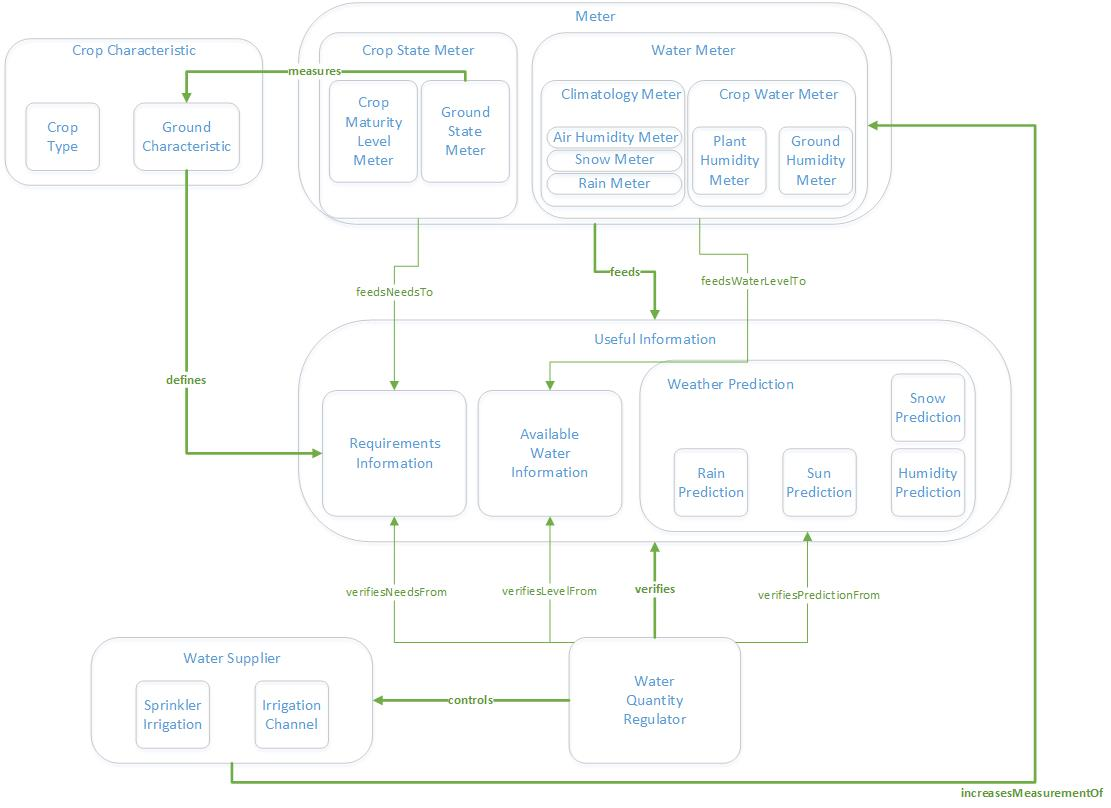 Meter
Crop Characteristic
Crop State Meter
Water Meter
measures
Crop
Type
Ground
Characteristic
Crop
Maturity
Level
Meter
Ground
State
Meter
Climatology Meter
Air Humidity Meter
Snow Meter
Rain Meter
Crop Water Meter
Plant
Humidity
Meter
Ground
Humidity
Meter
feeds
feedsWaterLevelTo
feedsNeedsTo
defines
Useful Information
Requirements
Information
Available
Water
Information
Weather Prediction
Snow
Prediction
Rain
Prediction
Sun
Prediction
Humidity
Prediction
verifiesNeedsFrom
verifiesLevelFrom
verifies
verifiesPredictionFrom
Water Supplier
Sprinkler
Irrigation
Irrigation
Channel
controls
Water
Quantity
Regulator
increasesMeasurementOf